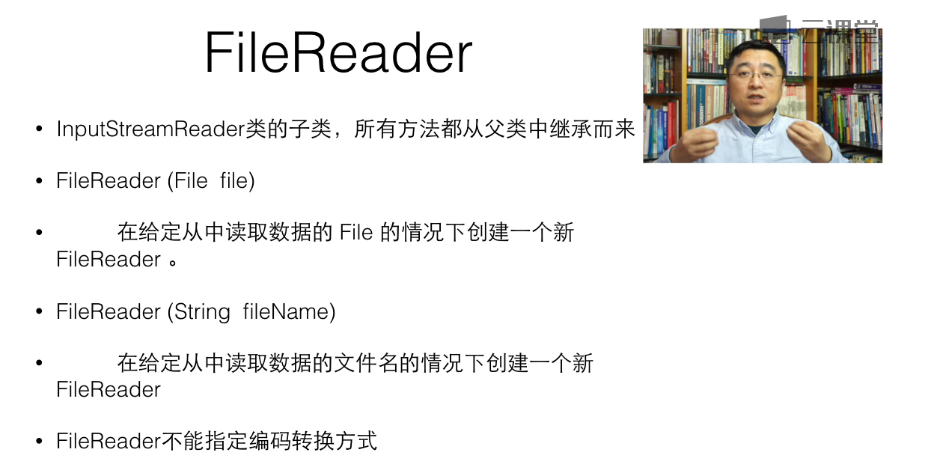 云课堂
FileReader
• InputStreamReader类的子类，所有方法都从父类中继承而来
• FileReader (File file)
• 在给定从中读取数据的 File 的情况下创建一个新
FileReader 。
• FileReader (String fileName)
• 在给定从中读取数据的文件名的情况下创建一个新
FileReader
• FileReader不能指定编码转换方式